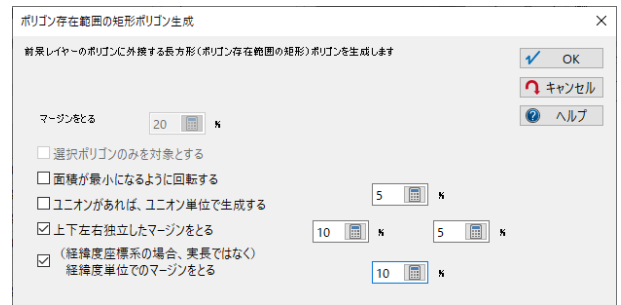 ポリゴン存在範囲の矩形ポリゴン生成
前景レイヤーのポリゴンに外接する長方形(ポリゴン存在範囲の矩形)ポリゴンを生成します
OK
キャンセル
ヘルプ
マージンをとる 20 %
選択ポリゴンのみを対象とする
面積が最小になるように回転する
5 %
ユニオンがあれば、ユニオン単位で生成する
上下左右独立したマージンをとる 10 % 5 %
(経緯度座標系の場合、実長ではなく)
経緯度単位でのマージンをとる
10 %